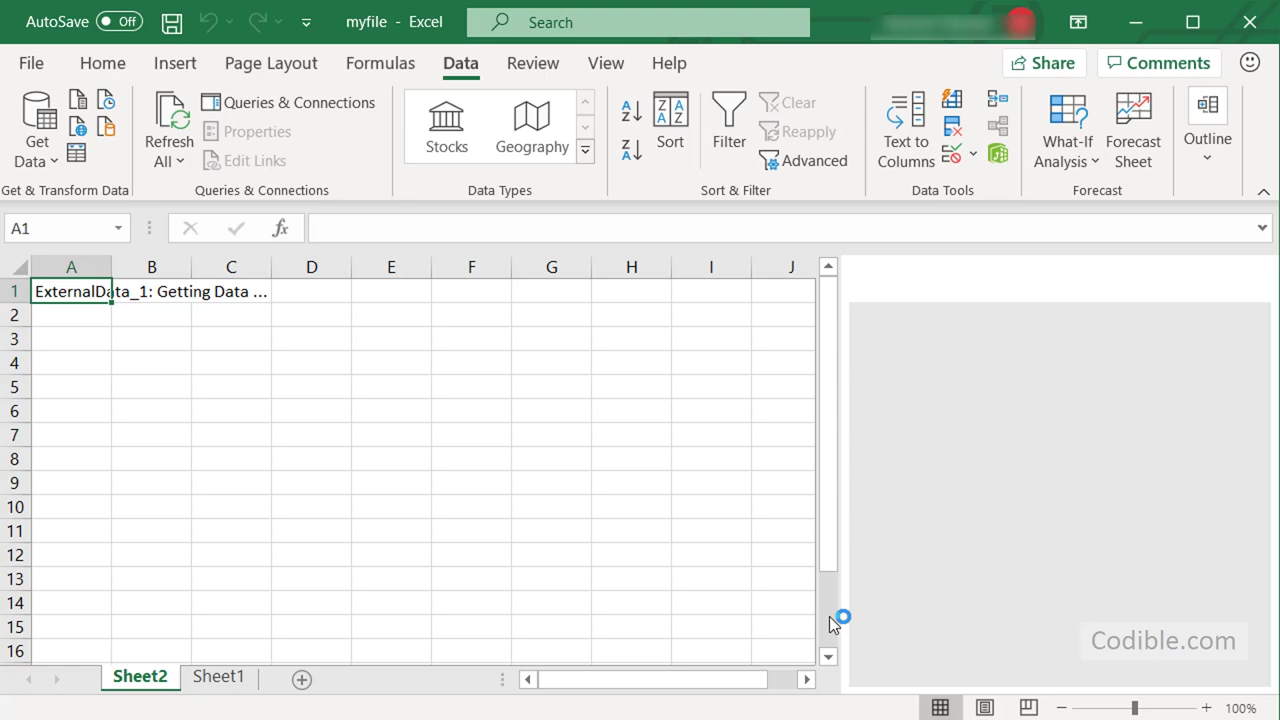 AutoSave Off myfile - Excel Search
File Home Insert Page Layout Formulas Data Review View Help Share Comments
Get Data
Refresh All
Queries & Connections
Properties
Edit Links
Stocks
Geography
Sort
Filter
Clear
Reapply
Advanced
Text to Columns
What-If Analysis
Forecast Sheet
Outline
Get & Transform Data Queries & Connections Data Types Sort & Filter Data Tools Forecast
A1 fx
A B C D E F G H I J
1 ExternalData_1: Getting Data ...
2
3
4
5
6
7
8
9
10
11
12
13
14
15
16
Codible.com
Sheet2 Sheet1
100%